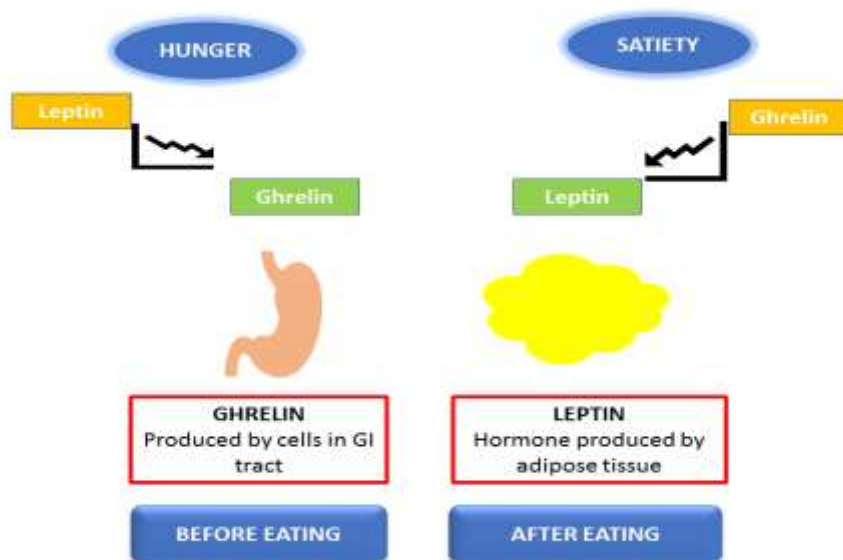 HUNGER
SATIETY
Leptin
Ghrelin
Ghrelin
Leptin
GHRELIN
Produced by cells in GI
tract
LEPTIN
Hormone produced by
adipose tissue
BEFORE EATING
AFTER EATING